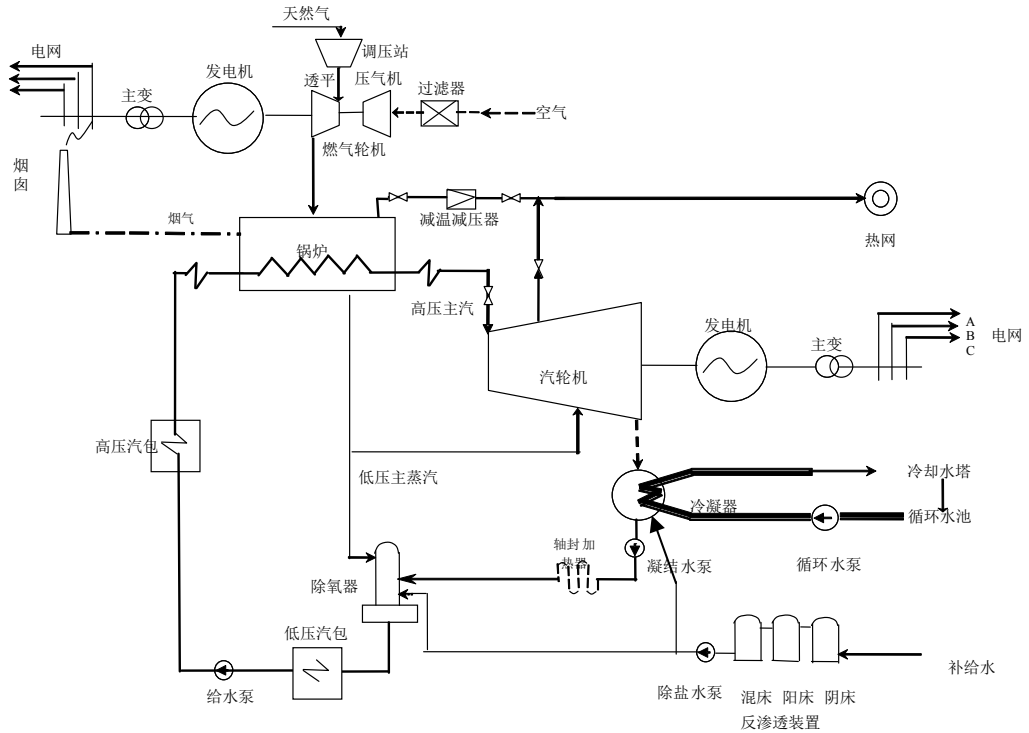 天然气
电网
调压站
发电机
透平
压气机
过滤器
主变
空气
燃气轮机
烟
囱
烟气
减温减压器
热网
锅炉
高压主汽
发电机
A
B
C
电网
主变
汽轮机
高压汽包
低压主蒸汽
冷却水塔
冷凝器
循环水池
轴封加
热器
凝结水泵
循环水泵
除氧器
低压汽包
给水泵
补给水
除盐水泵
混床 阳床 阴床
反渗透装置